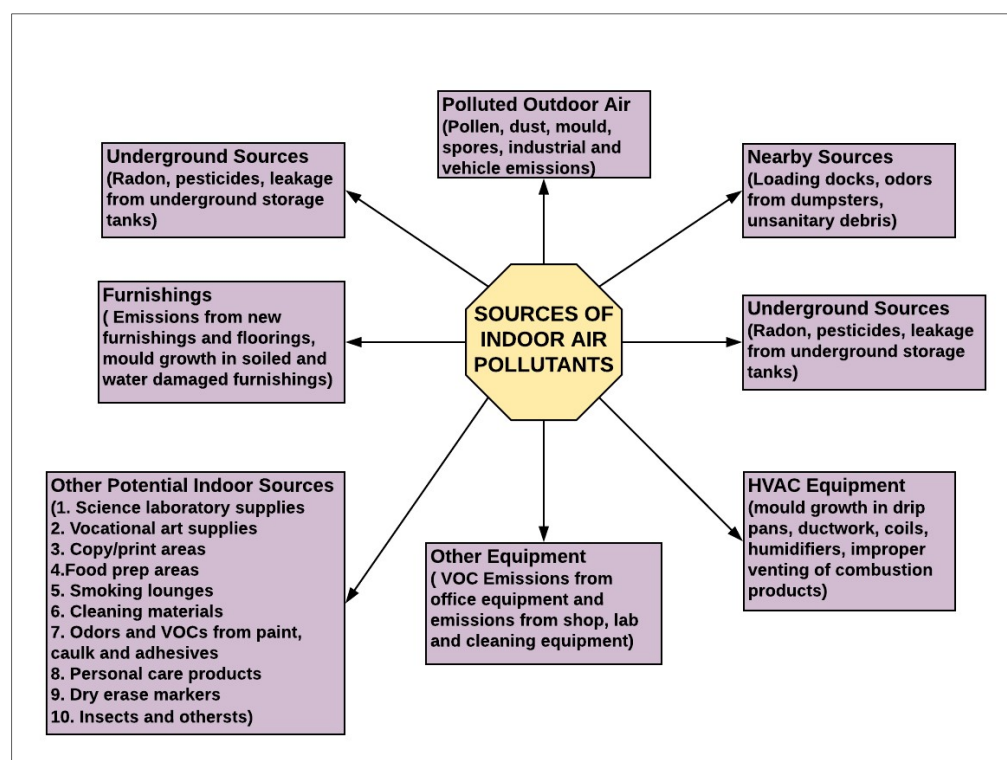 Polluted Outdoor Air
(Pollen, dust, mould,
spores, industrial and
vehicle emissions)
Underground Sources
(Radon, pesticides, leakage
from underground storage
tanks)
Nearby Sources
(Loading docks, odors
from dumpsters,
unsanitary debris)
Furnishings
( Emissions from new
furnishings and floorings,
mould growth in soiled and
water damaged furnishings)
SOURCES OF
INDOOR AIR
POLLUTANTS
Underground Sources
(Radon, pesticides, leakage
from underground storage
tanks)
Other Potential Indoor Sources
(1. Science laboratory supplies
2. Vocational art supplies
3. Copy/print areas
4.Food prep areas
5. Smoking lounges
6. Cleaning materials
7. Odors and VOCs from paint,
caulk and adhesives
8. Personal care products
9. Dry erase markers
10. Insects and othersts)
Other Equipment
( VOC Emissions from
office equipment and
emissions from shop, lab
and cleaning equipment)
HVAC Equipment
(mould growth in drip
pans, ductwork, coils,
humidifiers, improper
venting of combustion
products)